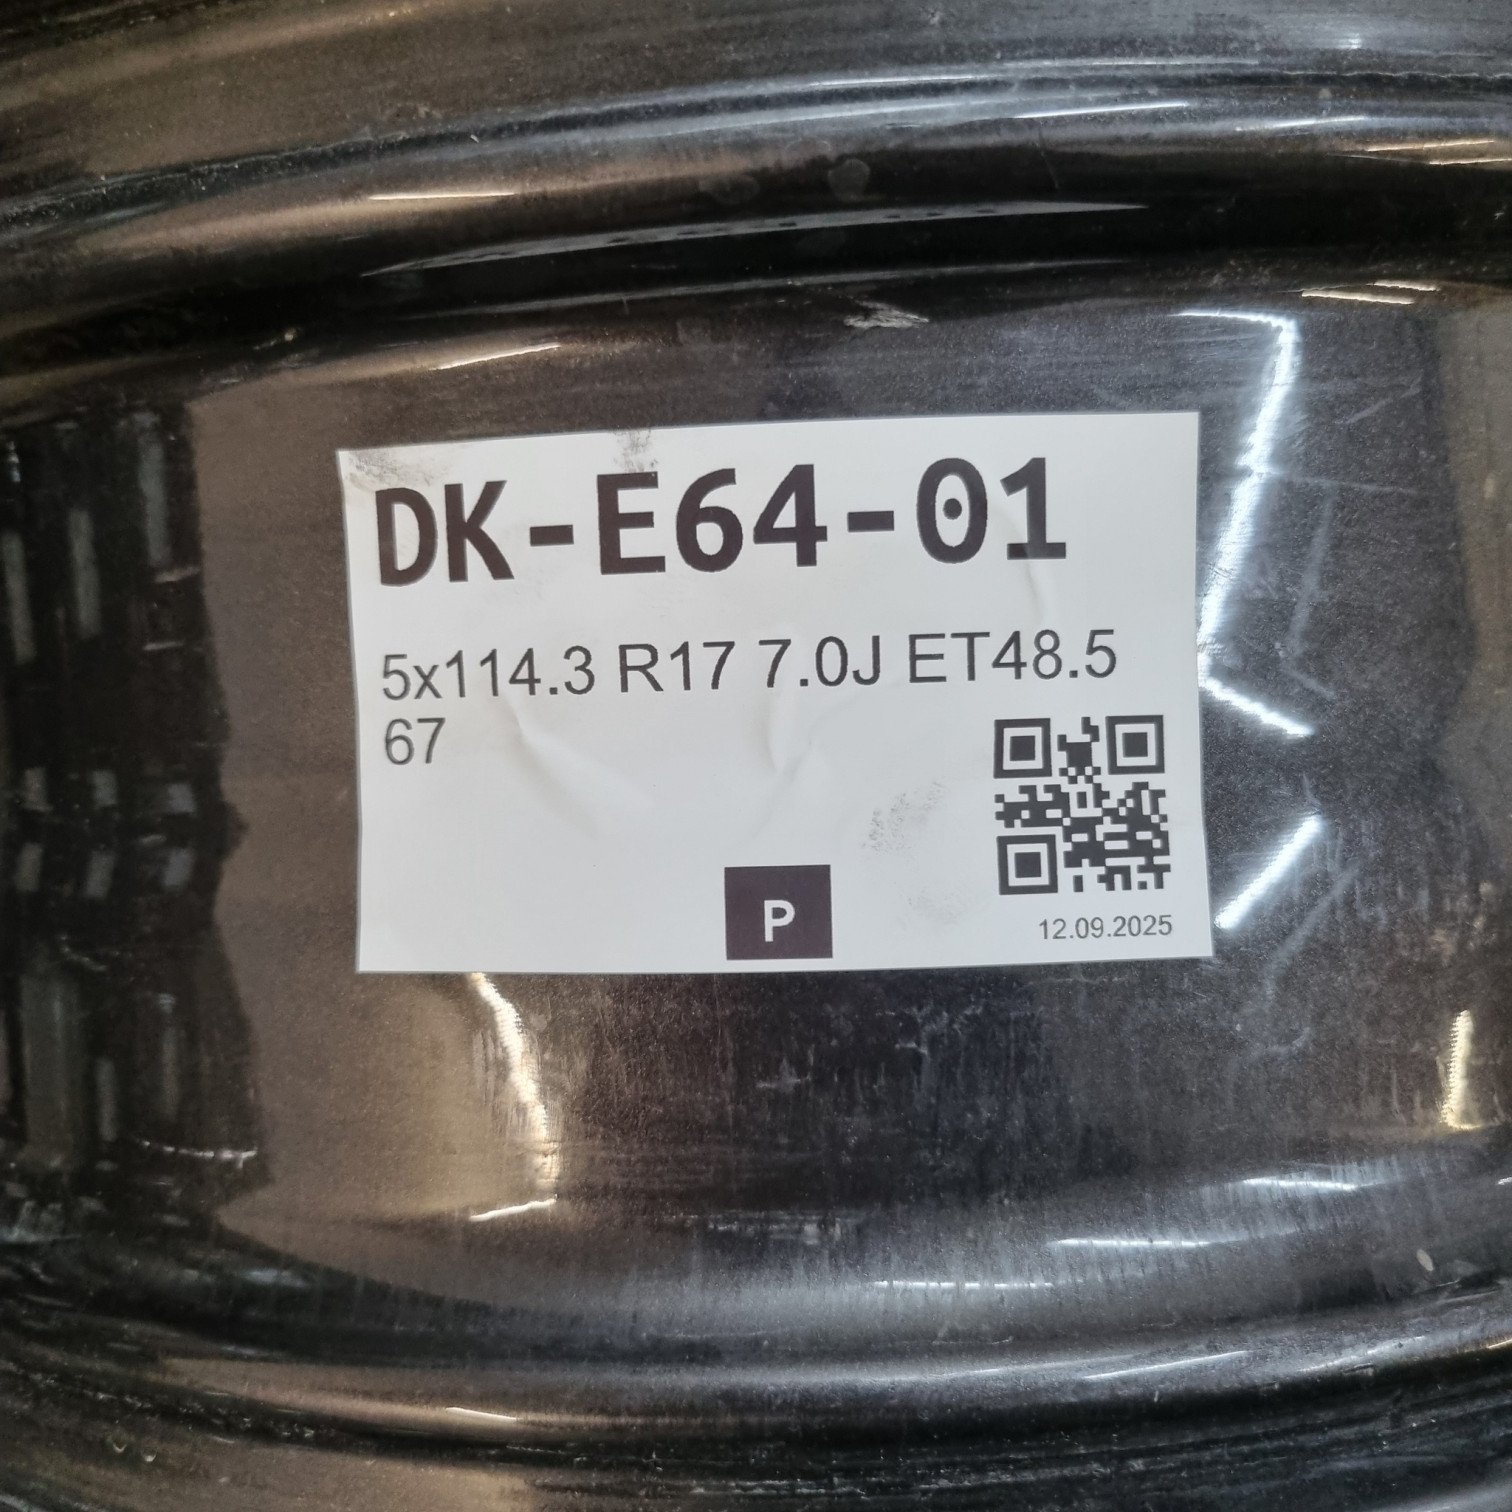 DK-E64-01
5x114.3 R17 7.0J ET48.5
67
P
12.09.2025